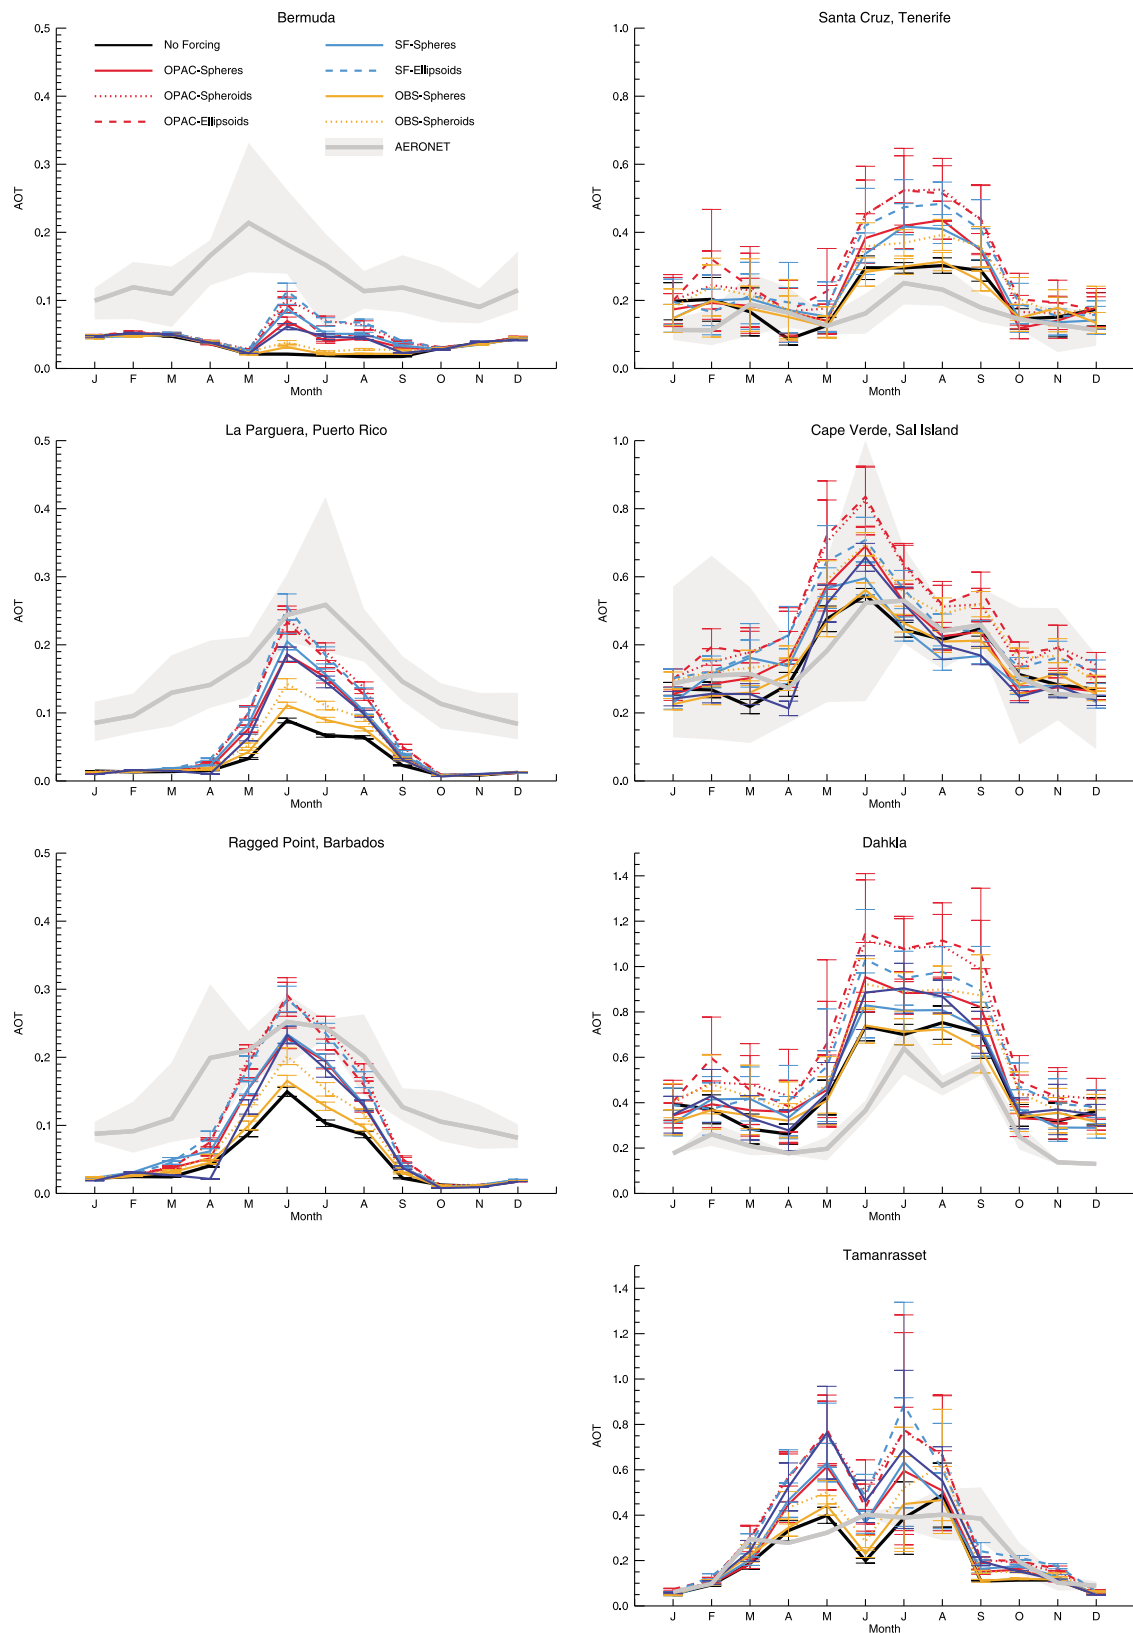 Bermuda
0.5
0.4
0.3
0.2
0.1
0.0
AOT
No Forcing
OPAC-Spheres
OPAC-Spheroids
OPAC-Ellipsoids
SF-Spheres
SF-Ellipsoids
OBS-Spheres
OBS-Spheroids
AERONET
J F M A M J J A S O N D
Month
Santa Cruz, Tenerife
1.0
0.8
0.6
0.4
0.2
0.0
AOT
J F M A M J J A S O N D
Month
La Parguera, Puerto Rico
0.5
0.4
0.3
0.2
0.1
0.0
AOT
J F M A M J J A S O N D
Month
Cape Verde, Sal Island
1.0
0.8
0.6
0.4
0.2
0.0
AOT
J F M A M J J A S O N D
Month
Ragged Point, Barbados
0.5
0.4
0.3
0.2
0.1
0.0
AOT
J F M A M J J A S O N D
Month
Dahkla
1.4
1.2
1.0
0.8
0.6
0.4
0.2
0.0
AOT
J F M A M J J A S O N D
Month
Tamanrasset
1.4
1.2
1.0
0.8
0.6
0.4
0.2
0.0
AOT
J F M A M J J A S O N D
Month